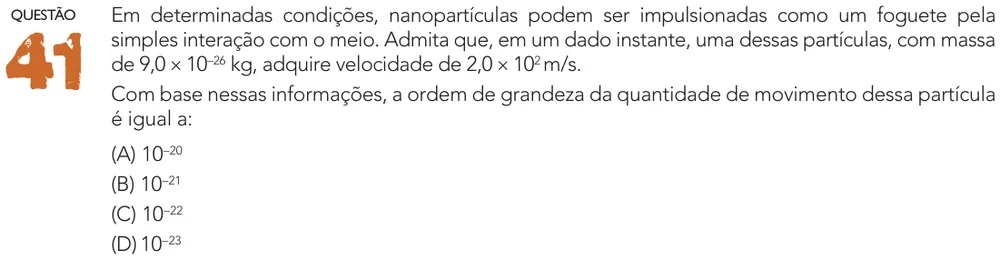 QUESTÃO
41
Em determinadas condições, nanopartículas podem ser impulsionadas como um foguete pela
simples interação com o meio. Admita que, em um dado instante, uma dessas partículas, com massa
de 9,0 × 10⁻²⁶ kg, adquire velocidade de 2,0 × 10² m/s.
Com base nessas informações, a ordem de grandeza da quantidade de movimento dessa partícula
é igual a:
(A) 10⁻²⁰
(B) 10⁻²¹
(C) 10⁻²²
(D) 10⁻²³